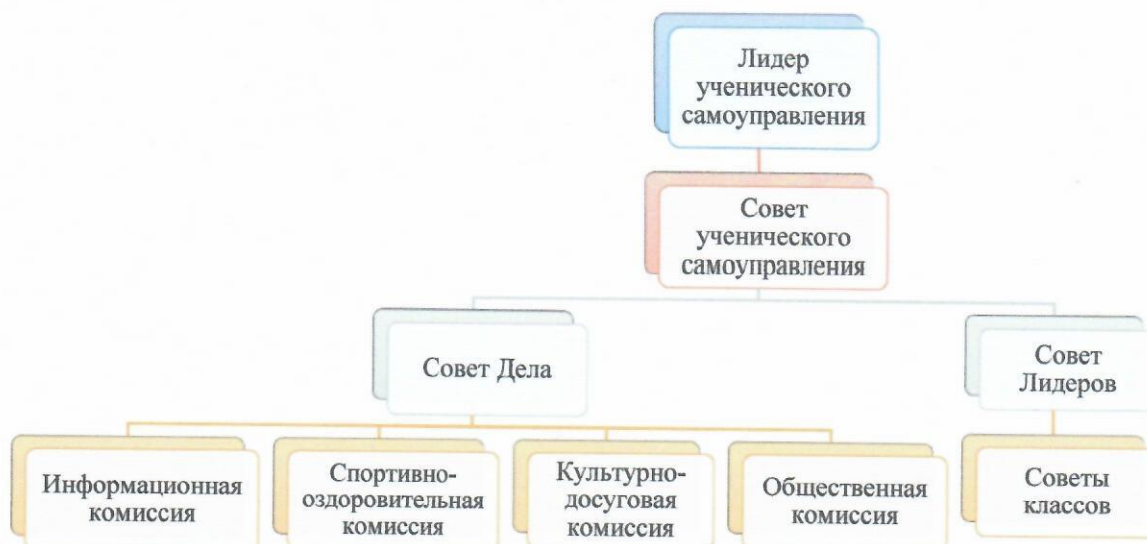 Лидер
ученического
самоуправления
Совет
ученического
самоуправления
Совет Дела
Совет
Лидеров
Информационная
комиссия
Спортивно-
оздоровительная
комиссия
Культурно-
досуговая
комиссия
Общественная
комиссия
Советы
классов